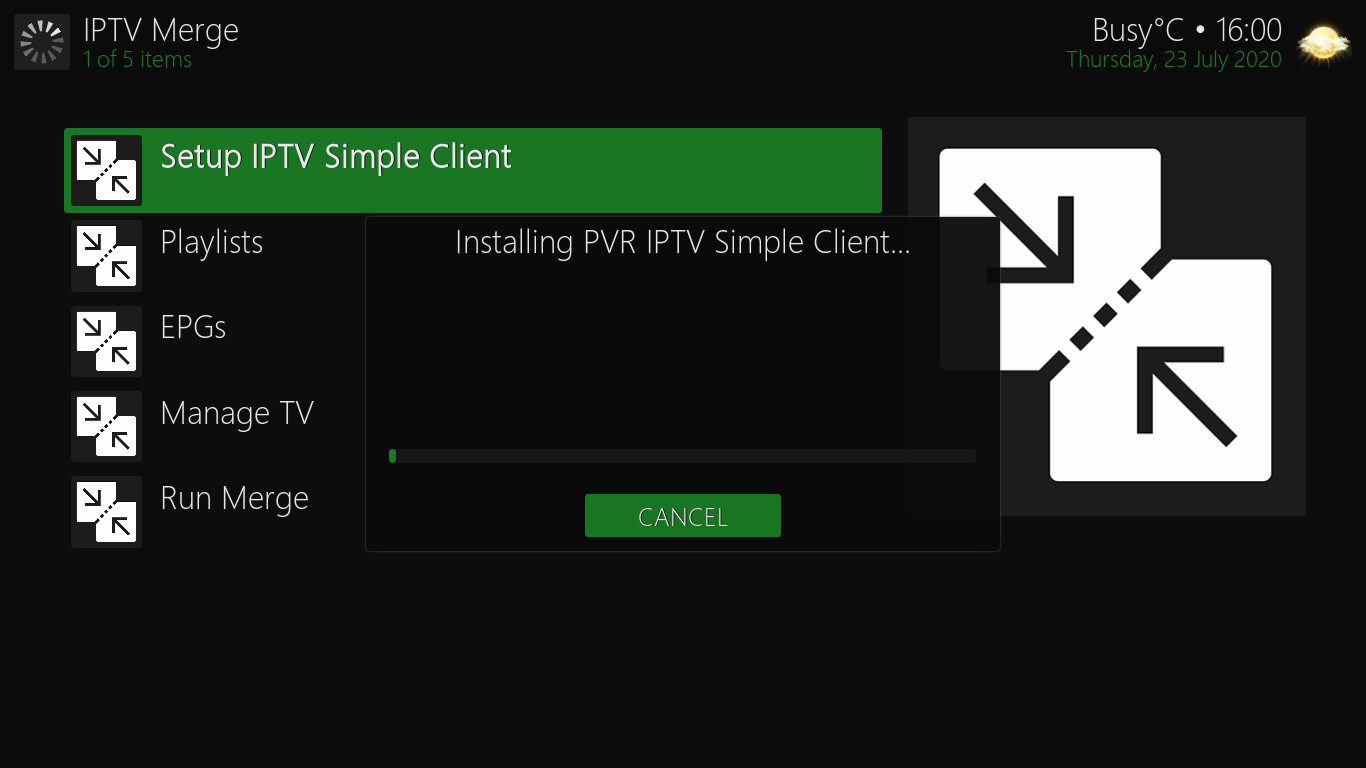 IPTV Merge
1 of 5 items
Busy°C • 16:00
Thursday, 23 July 2020
Setup IPTV Simple Client
Playlists
EPGs
Manage TV
Run Merge
Installing PVR IPTV Simple Client...
CANCEL